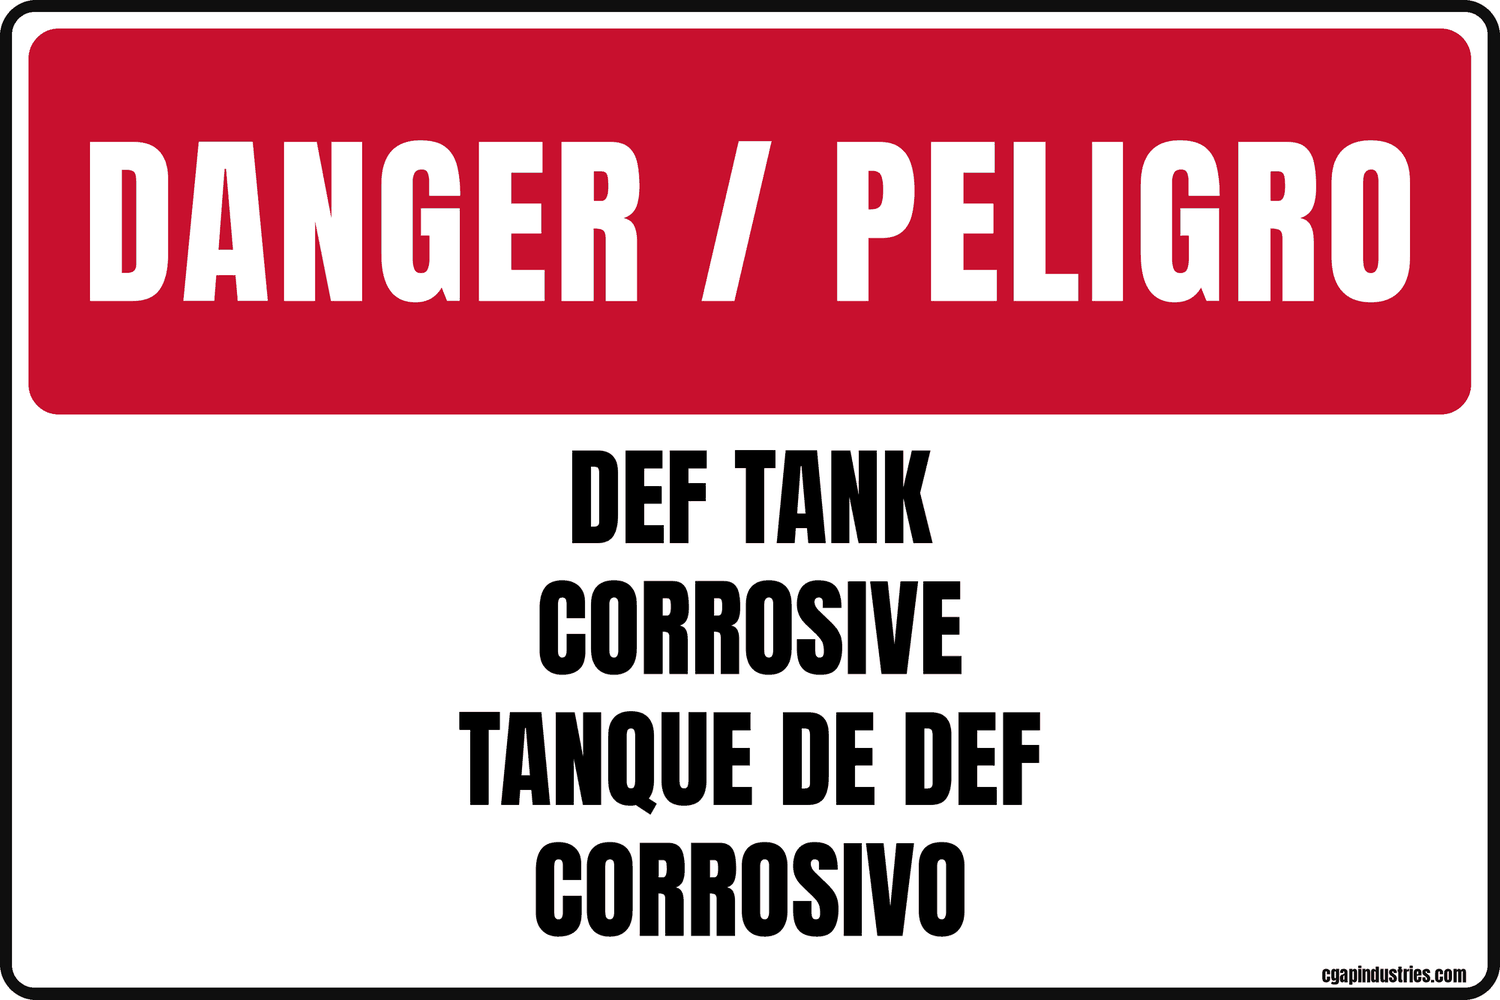 DANGER / PELIGRO
DEF TANK
CORROSIVE
TANQUE DE DEF
CORROSIVO
cgapindustries.com